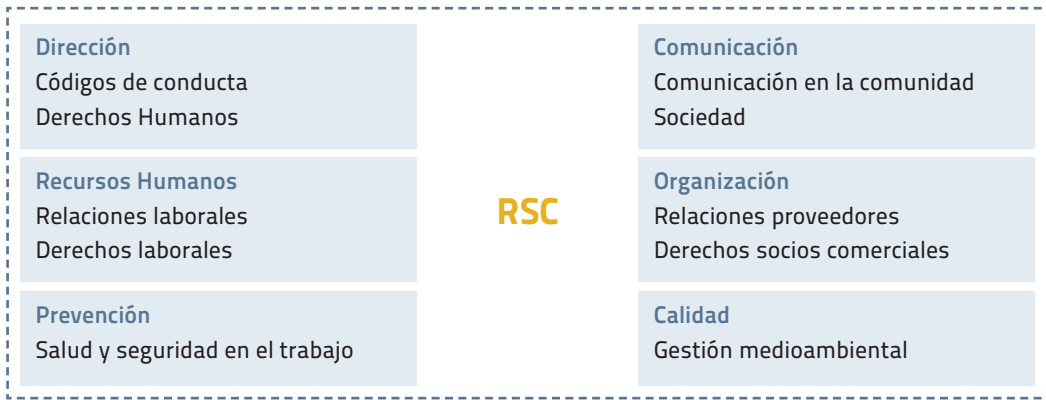 Dirección
Códigos de conducta
Derechos Humanos
Recursos Humanos
Relaciones laborales
Derechos laborales
Prevención
Salud y seguridad en el trabajo
RSC
Comunicación
Comunicación en la comunidad
Sociedad
Organización
Relaciones proveedores
Derechos socios comerciales
Calidad
Gestión medioambiental